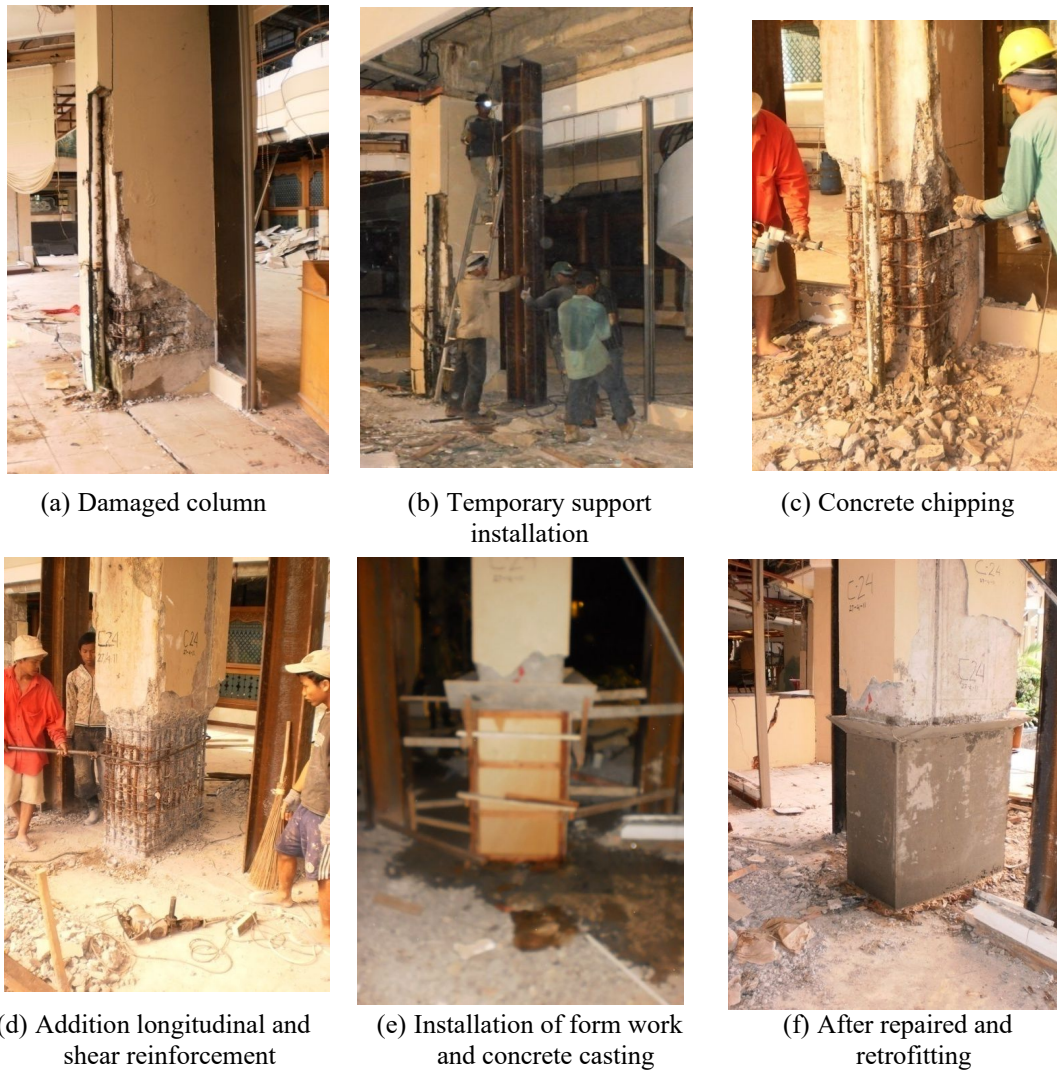 (a) Damaged column
(b) Temporary support
installation
(c) Concrete chipping
C24
C24
C24
C24
C24
(d) Addition longitudinal and
shear reinforcement
(e) Installation of form work
and concrete casting
(f) After repaired and
retrofitting